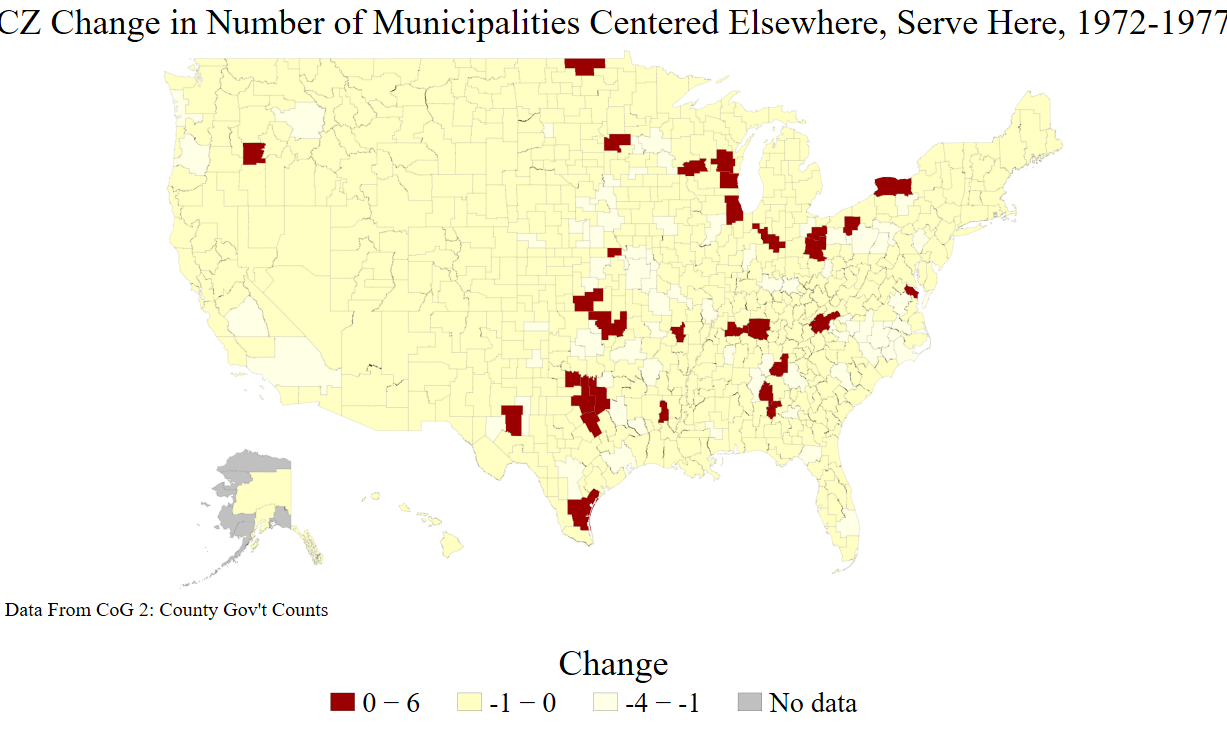 CZ Change in Number of Municipalities Centered Elsewhere, Serve Here, 1972-1977
Data From CoG 2: County Gov't Counts
Change
0 − 6
-1 − 0
-4 − -1
No data